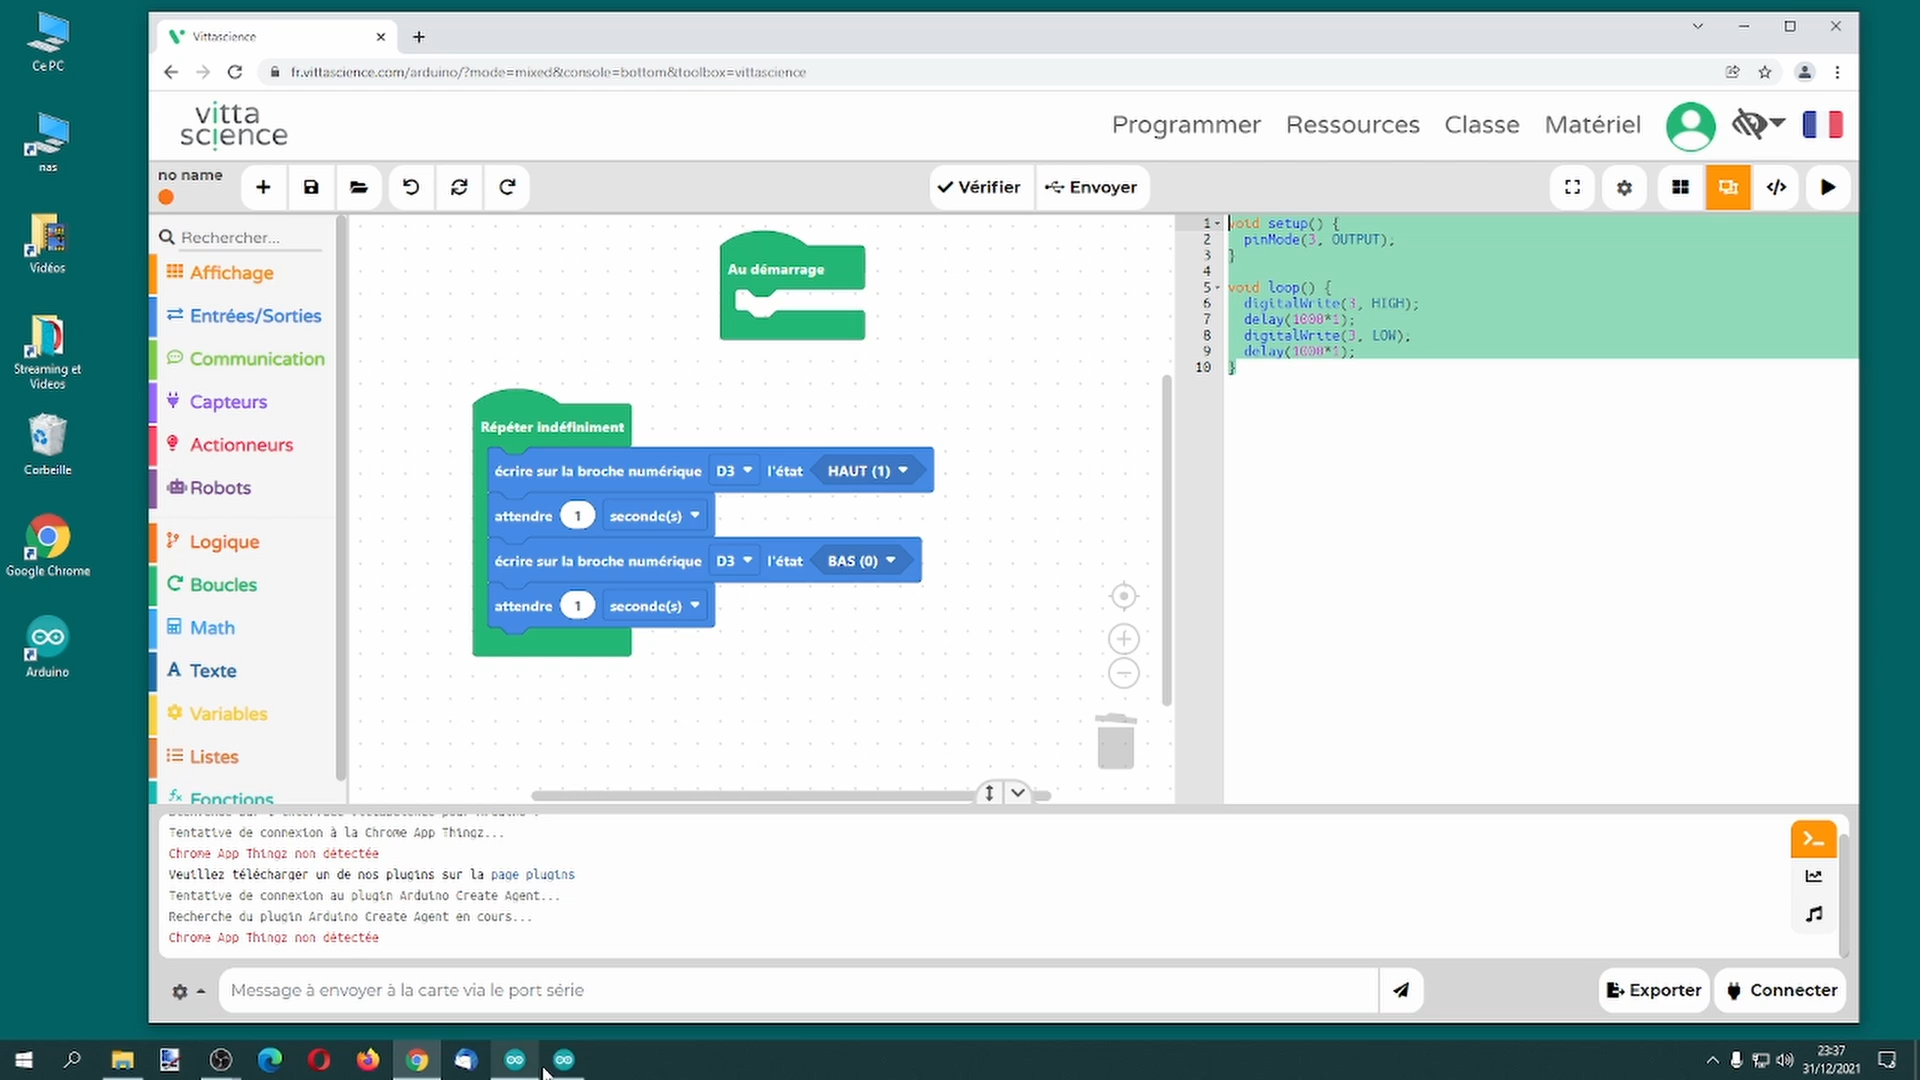 Ce PC
nas
Vidéos
Streaming et
Videos
Corbeille
Google Chrome
Arduino
Vittascience
fr.vittascience.com/arduino/?mode=mixed&console=bottom&toolbox=vittascience
vitta
science
Programmer
Ressources
Classe
Matériel
no name
Vérifier
Envoyer
Rechercher...
Affichage
Entrées/Sorties
Communication
Capteurs
Actionneurs
Robots
Logique
Boucles
Math
Texte
Variables
Listes
Fonctions
Au démarrage
Répéter indéfiniment
écrire sur la broche numérique D3 l'état HAUT (1)
attendre 1 seconde(s)
écrire sur la broche numérique D3 l'état BAS (0)
attendre 1 seconde(s)
1 void setup() {
2 pinMode(3, OUTPUT);
3 }
4
5 void loop() {
6 digitalWrite(3, HIGH);
7 delay(1000*1);
8 digitalWrite(3, LOW);
9 delay(1000*1);
10 }
Tentative de connexion à la Chrome App Thingz...
Chrome App Thingz non détectée
Veuillez télécharger un de nos plugins sur la page plugins
Tentative de connexion au plugin Arduino Create Agent...
Recherche du plugin Arduino Create Agent en cours...
Chrome App Thingz non détectée
Message à envoyer à la carte via le port série
Exporter
Connecter
23:37
31/12/2021